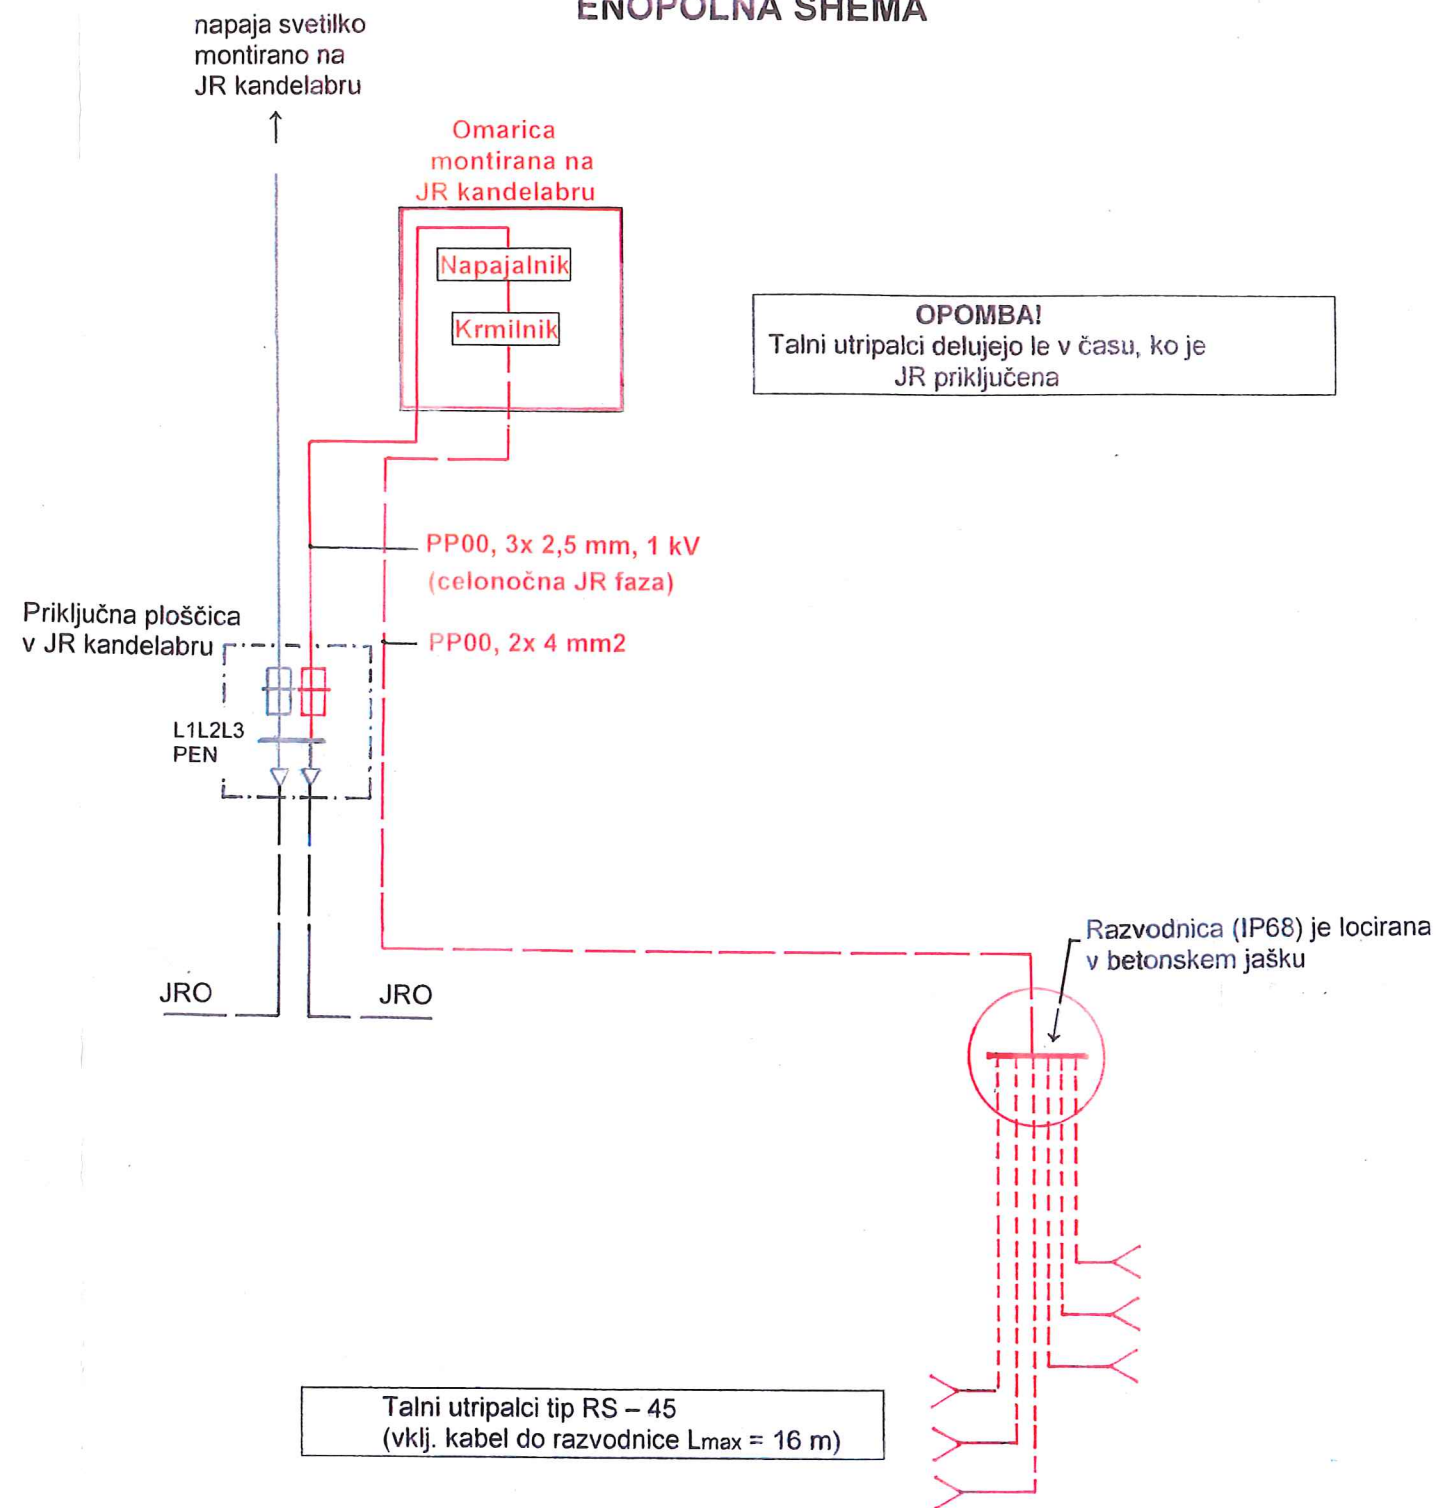 ENOPOLNA SHEMA
napaja svetilko
montirano na
JR kandelabru
Omarica
montirana na
JR kandelabru
Napajalnik
Krmilnik
OPOMBA!
Talni utripalci delujejo le v času, ko je
JR priključena
PP00, 3x 2,5 mm, 1 kV
(celonočna JR faza)
Priključna ploščica
v JR kandelabru
PP00, 2x 4 mm2
L1L2L3
PEN
Razvodnica (IP68) je locirana
v betonskem jašku
JRO
JRO
Talni utripalci tip RS – 45
(vklj. kabel do razvodnice Lmax = 16 m)